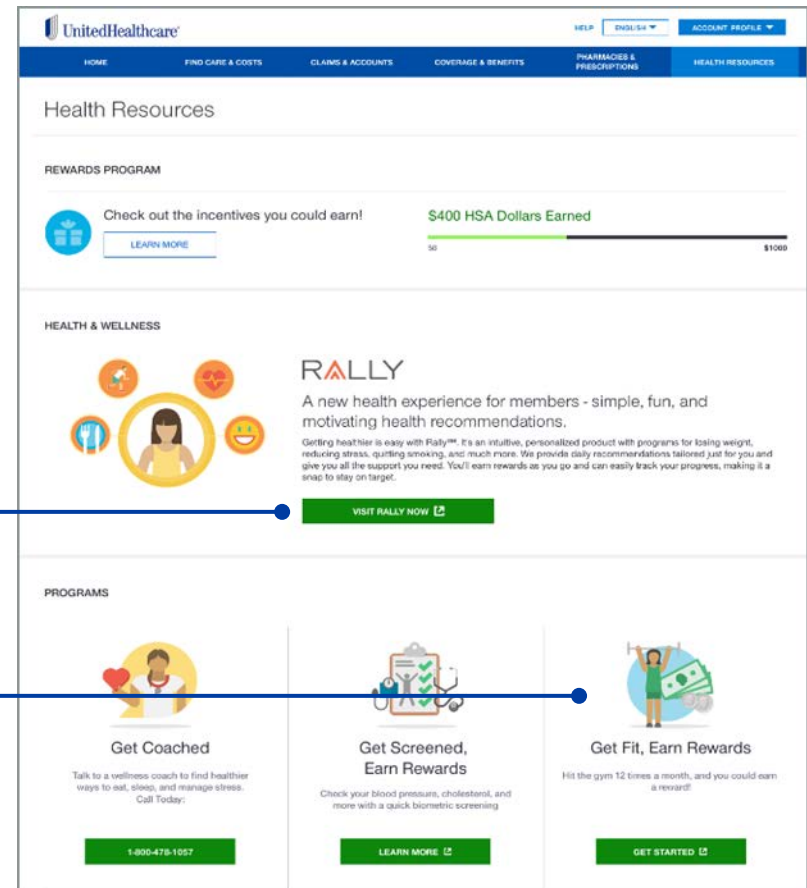 UnitedHealthcare
HELP ENGLISH ACCOUNT PROFILE
HOME FIND CARE & COSTS CLAIMS & ACCOUNTS COVERAGE & BENEFITS PHARMACIES & PRESCRIPTIONS HEALTH RESOURCES
Health Resources
REWARDS PROGRAM
Check out the incentives you could earn!
LEARN MORE
$400 HSA Dollars Earned
$0 $1000
HEALTH & WELLNESS
RALLY
A new health experience for members - simple, fun, and
motivating health recommendations.
Getting healthier is easy with Rally℠. It's an intuitive, personalized product with programs for losing weight,
reducing stress, quitting smoking, and much more. We provide daily recommendations tailored just for you and
give you all the support you need. You'll earn rewards as you go and can easily track your progress, making it a
snap to stay on target.
VISIT RALLY NOW
PROGRAMS
Get Coached
Talk to a wellness coach to find healthier
ways to eat, sleep, and manage stress.
Call Today:
1-800-478-1057
Get Screened,
Earn Rewards
Check your blood pressure, cholesterol, and
more with a quick biometric screening
LEARN MORE
Get Fit, Earn Rewards
Hit the gym 12 times a month, and you could earn
a reward!
GET STARTED